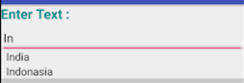 Enter Text :
In
India
Indonasia